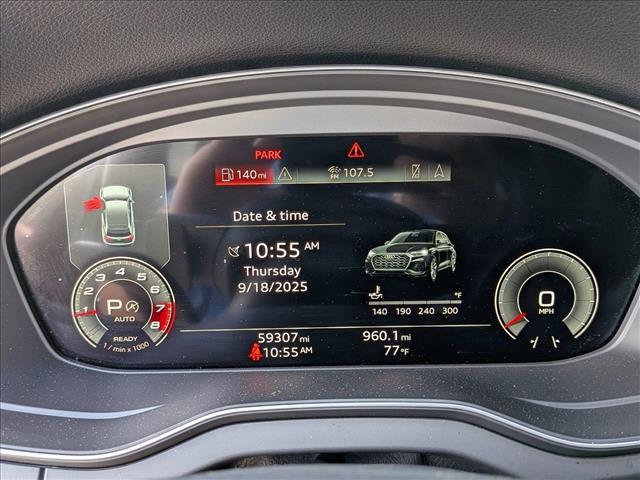 PARK
140 mi
FM 107.5
Date & time
10:55 AM
Thursday
9/18/2025
°F
140 190 240 300
1 2 3 4 5 6 7 8
P
AUTO
READY
1 / min x 1000
0
MPH
59307 mi 960.1 mi
10:55 AM 77 °F